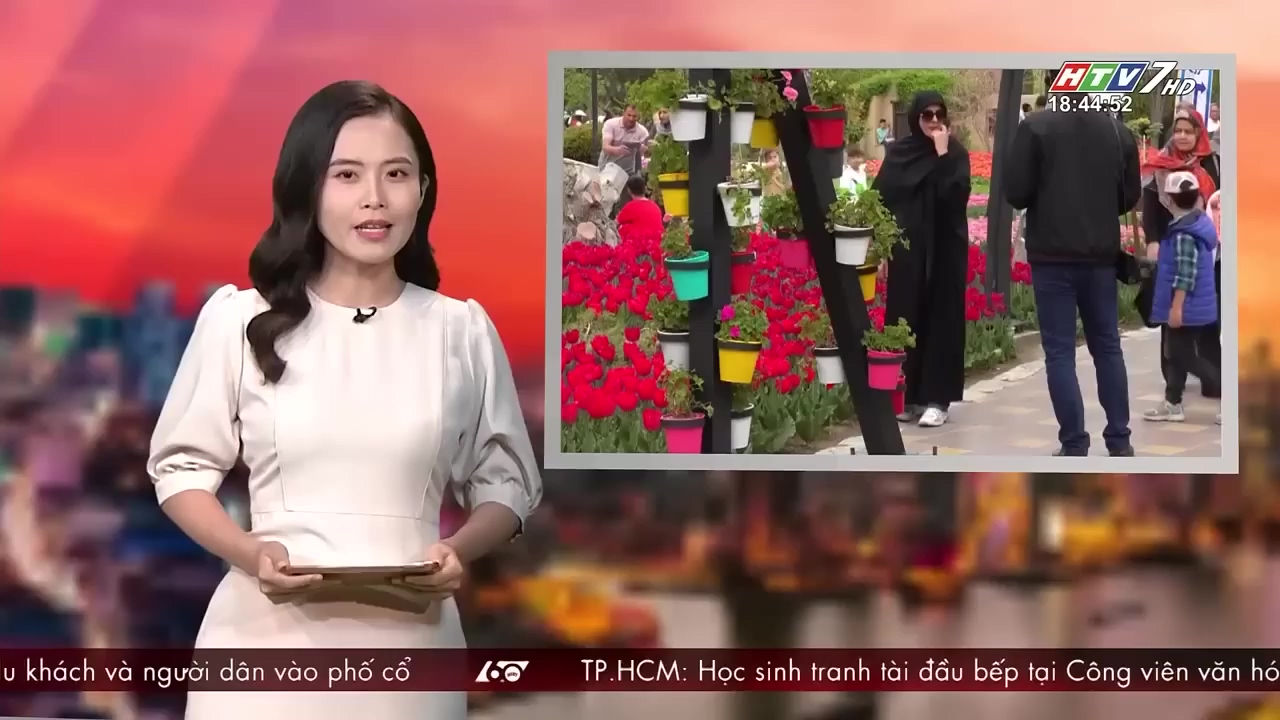 HTV7 HD
18:44:52
khách và người dân vào phố cổ
60 TP.HCM: Học sinh tranh tài đầu bếp tại Công viên văn